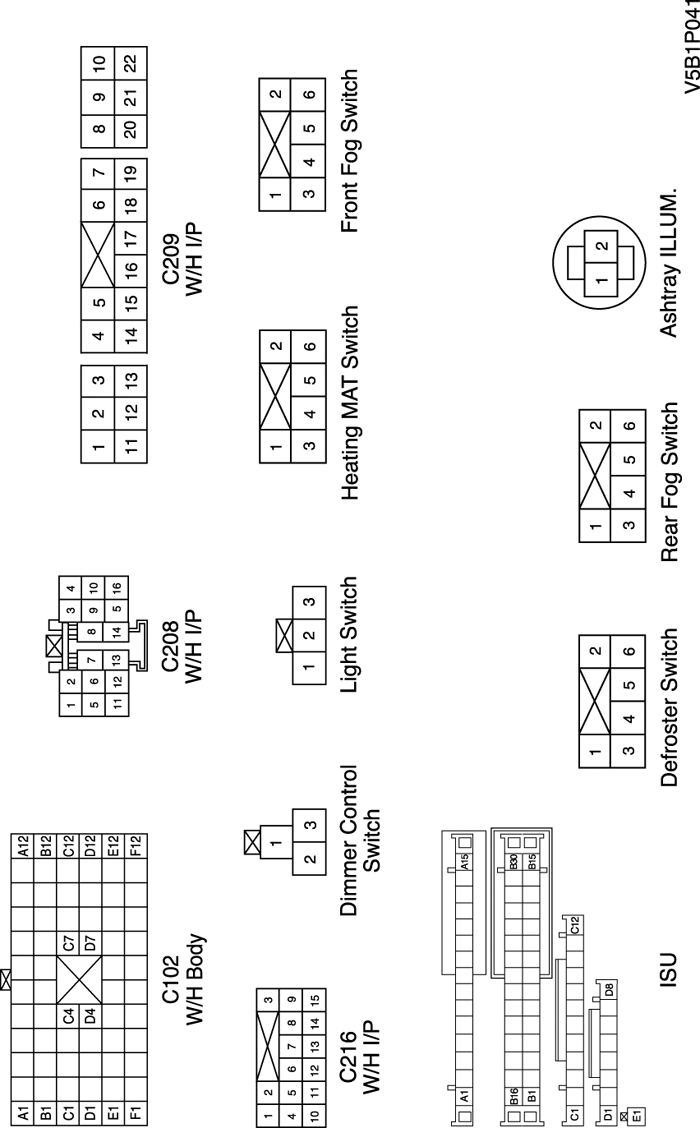 V5B1P041
1 2 3 4 5 6 7 8 9 10
11 12 13 14 15 16 17 18 19 20 21 22
C209
W/H I/P
4 10 16
3 9 5
8 14
7 13
2 6 12
1 5 11
C208
W/H I/P
A1 A12
B1 B12
C1 C4 C7 C12
D1 D4 D7 D12
E1 E12
F1 F12
C102
W/H Body
1 2
3 4 5 6
Front Fog Switch
1 2
3 4 5 6
Heating MAT Switch
1 2 3
Light Switch
1
2 3
Dimmer Control
Switch
1 2 3
4 5 6 7 8 9
10 11 12 13 14 15
C216
W/H I/P
1 2
Ashtray ILLUM.
1 2
3 4 5 6
Rear Fog Switch
1 2
3 4 5 6
Defroster Switch
A1 A15
B16 B30
B1 B15
C1 C12
D1 D8
E1
ISU